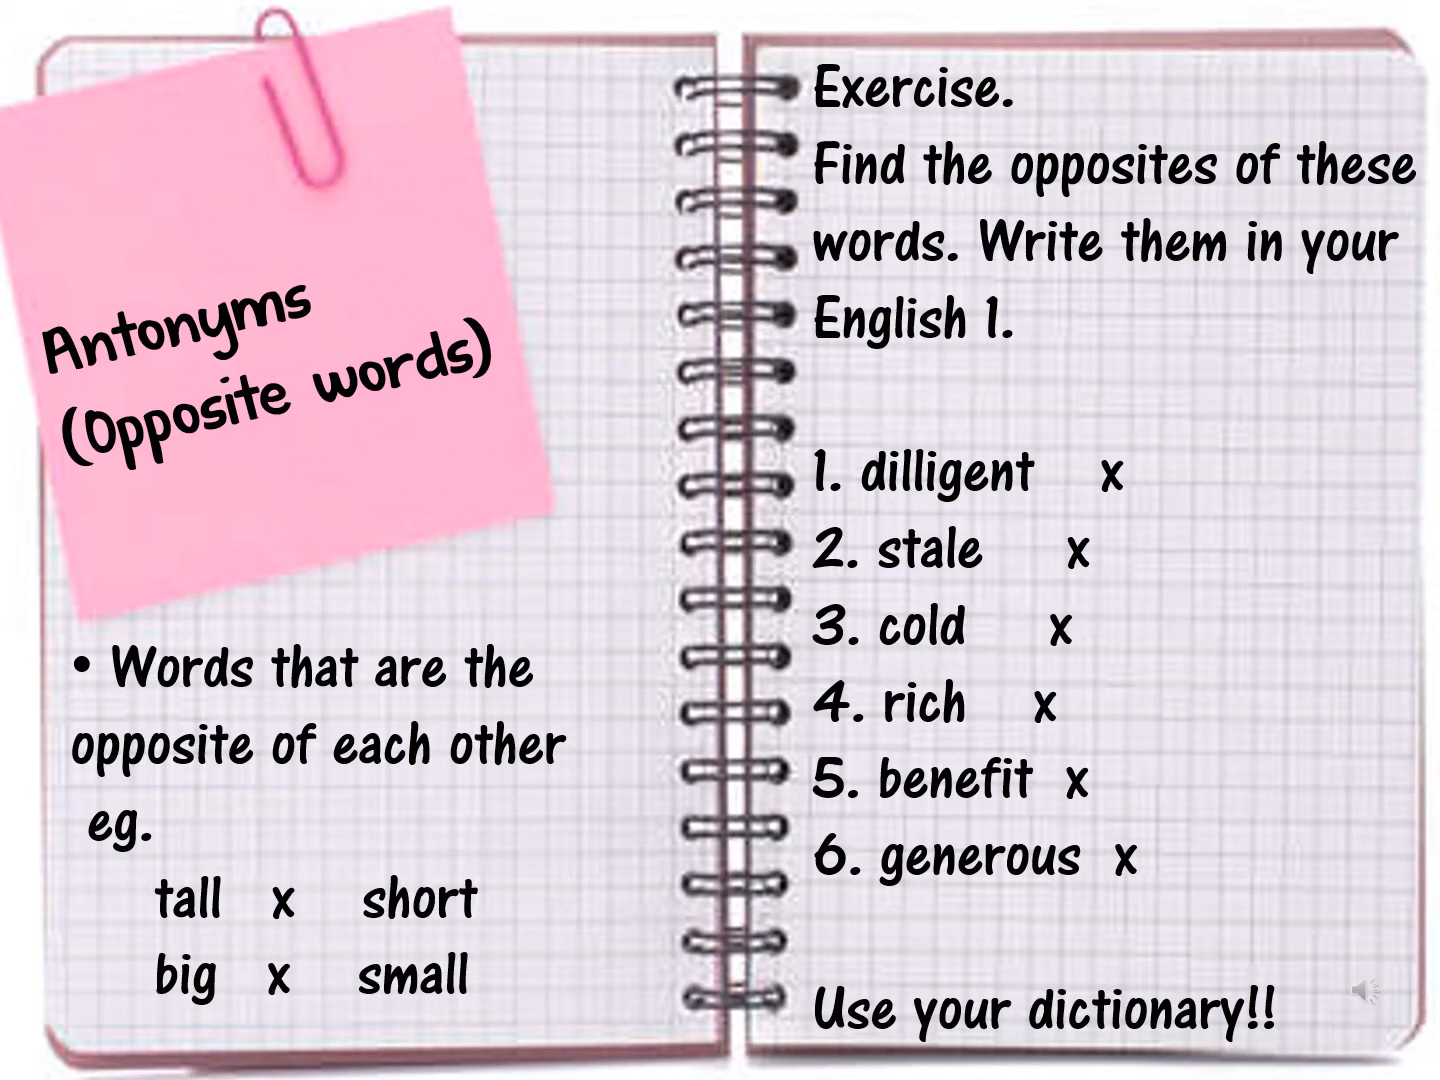 Antonyms
(Opposite words)
• Words that are the
opposite of each other
eg.
tall x short
big x small
Exercise.
Find the opposites of these
words. Write them in your
English 1.
1. dilligent x
2. stale x
3. cold x
4. rich x
5. benefit x
6. generous x
Use your dictionary!!